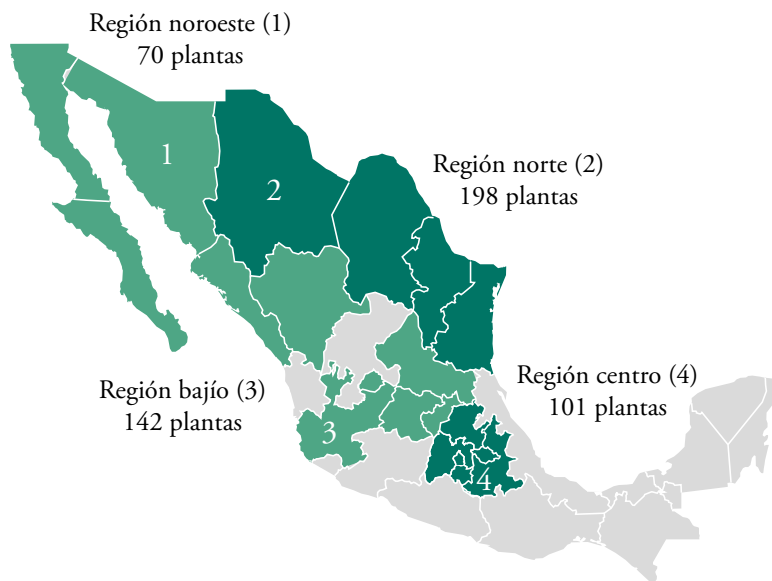 Región noroeste (1)
70 plantas
1
2
Región norte (2)
198 plantas
Región bajío (3)
142 plantas
3
Región centro (4)
101 plantas
4